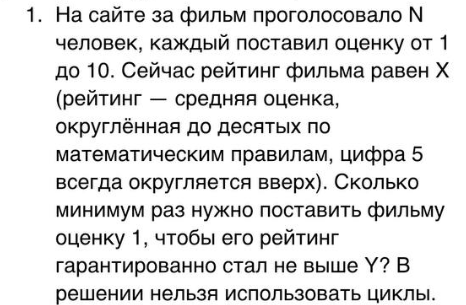 1. На сайте за фильм проголосовало N
человек, каждый поставил оценку от 1
до 10. Сейчас рейтинг фильма равен X
(рейтинг — средняя оценка,
округлённая до десятых по
математическим правилам, цифра 5
всегда округляется вверх). Сколько
минимум раз нужно поставить фильму
оценку 1, чтобы его рейтинг
гарантированно стал не выше Y? В
решении нельзя использовать циклы.